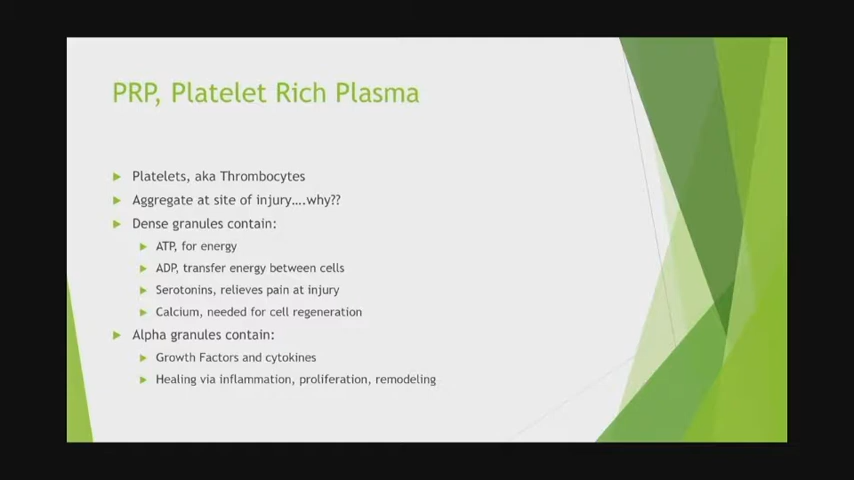 PRP, Platelet Rich Plasma
Platelets, aka Thrombocytes
Aggregate at site of injury....why??
Dense granules contain:
ATP, for energy
ADP, transfer energy between cells
Serotonins, relieves pain at injury
Calcium, needed for cell regeneration
Alpha granules contain:
Growth Factors and cytokines
Healing via inflammation, proliferation, remodeling